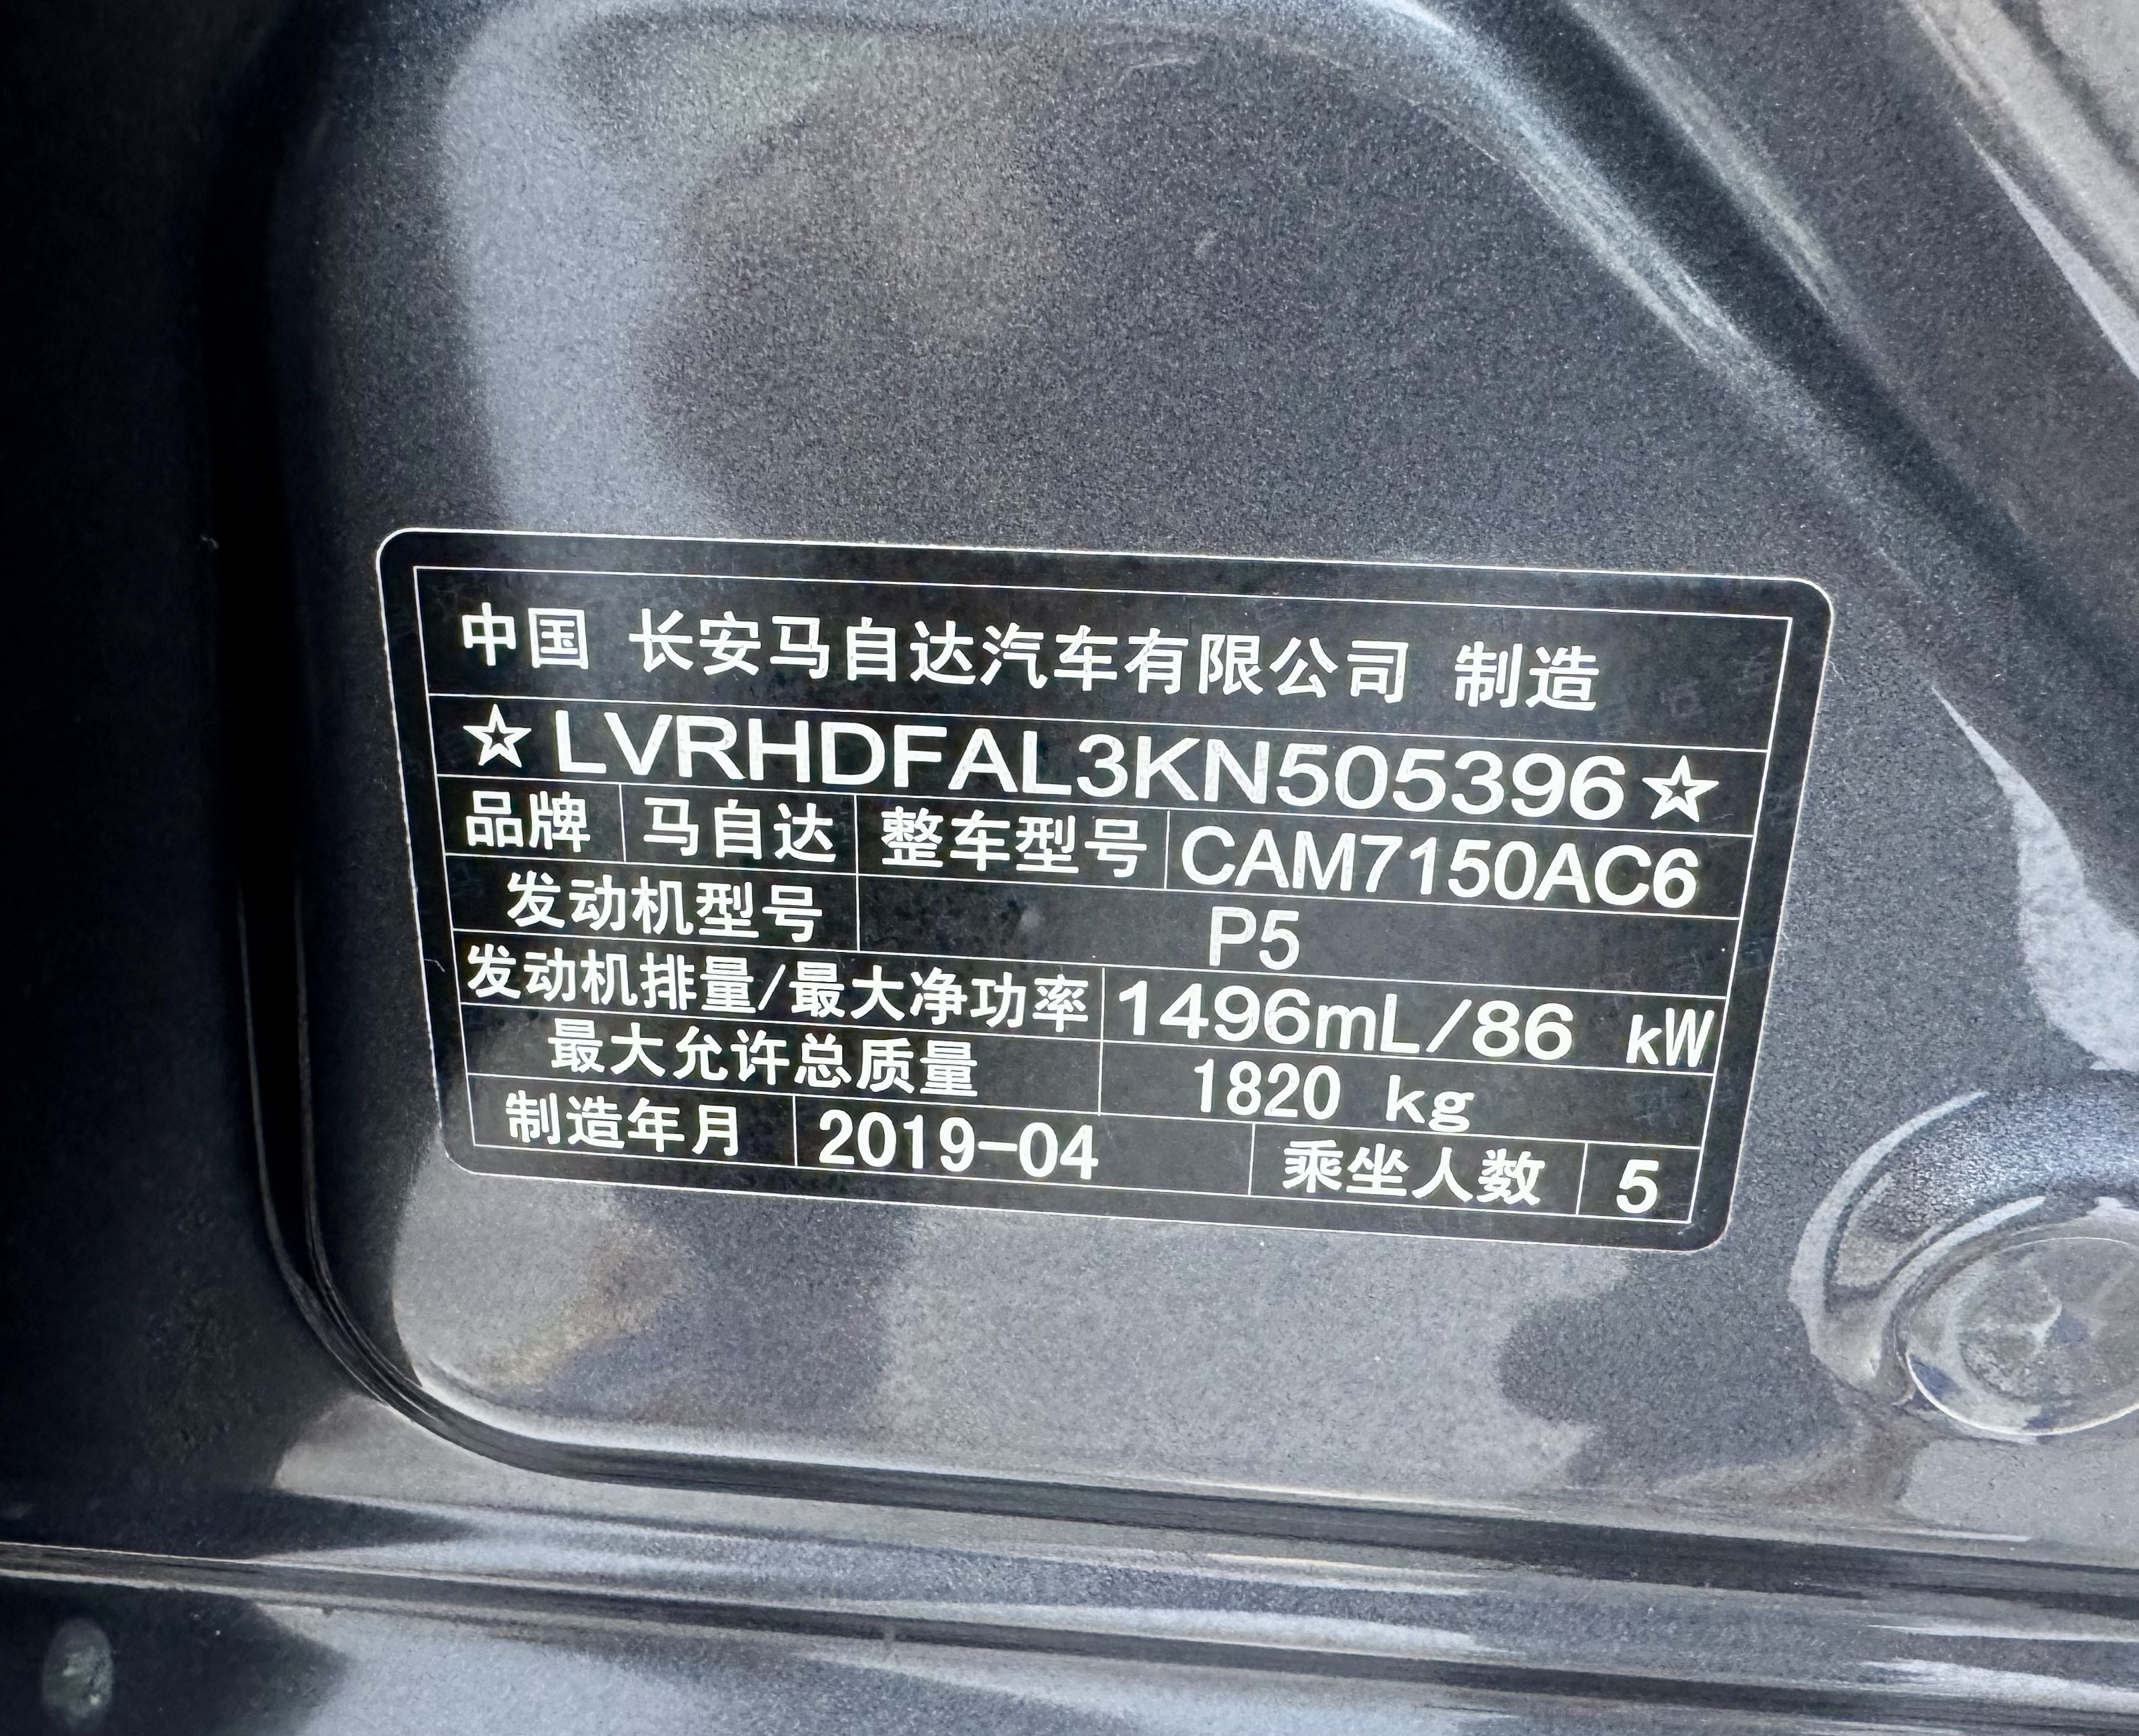 中国 长安马自达汽车有限公司 制造
☆LVRHDFAL3KN505396☆
品牌 马自达 整车型号 CAM7150AC6
发动机型号 P5
发动机排量/最大净功率 1496mL/86 kW
最大允许总质量 1820 kg
制造年月 2019-04 乘坐人数 5